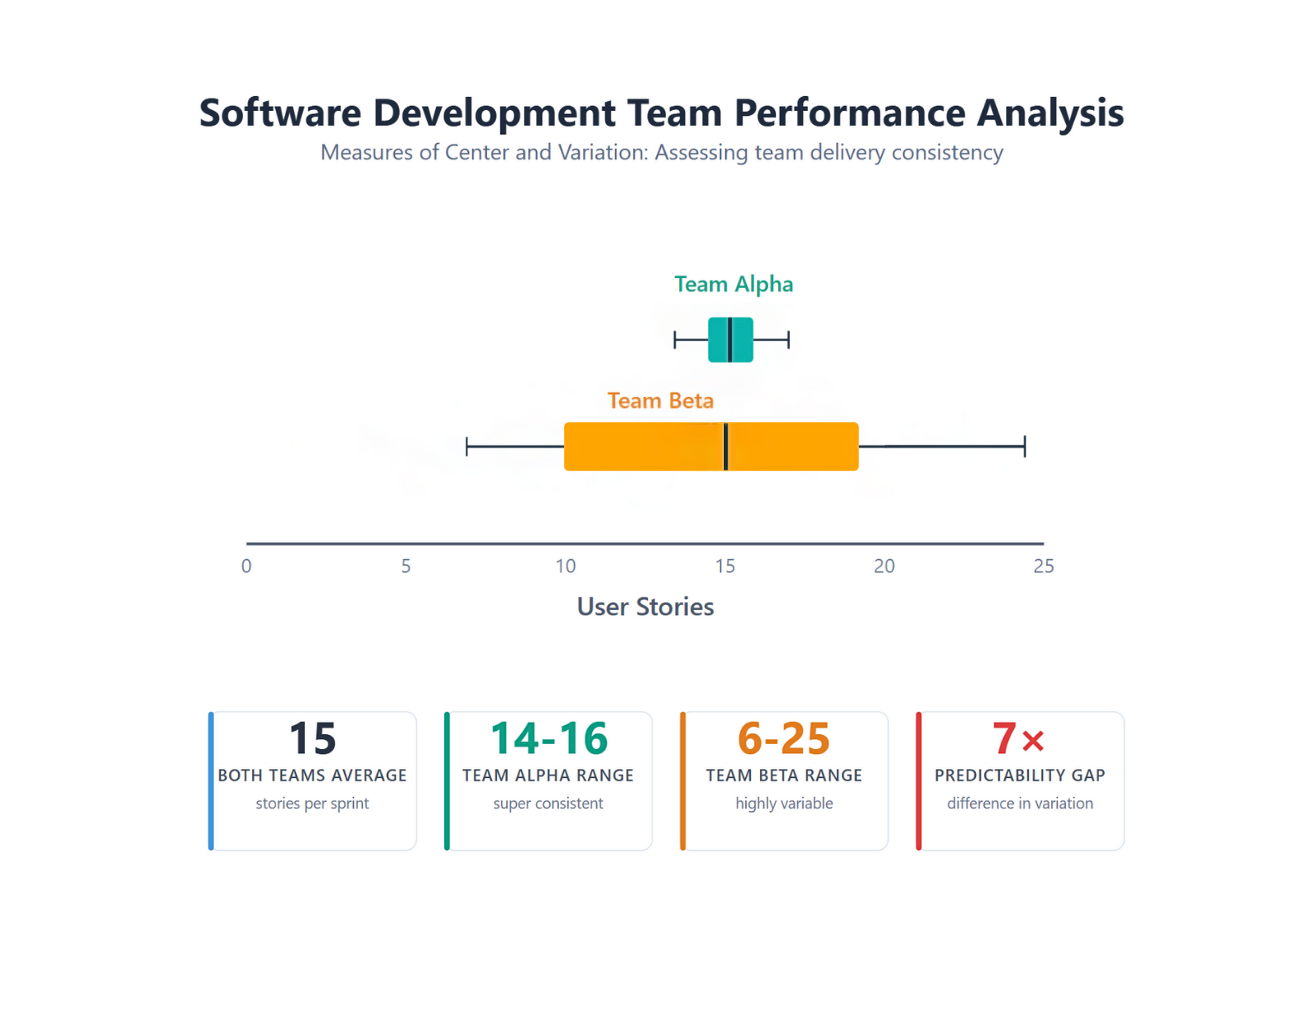 Software Development Team Performance Analysis
Measures of Center and Variation: Assessing team delivery consistency
Team Alpha
Team Beta
0 5 10 15 20 25
User Stories
15
BOTH TEAMS AVERAGE
stories per sprint
14-16
TEAM ALPHA RANGE
super consistent
6-25
TEAM BETA RANGE
highly variable
7×
PREDICTABILITY GAP
difference in variation